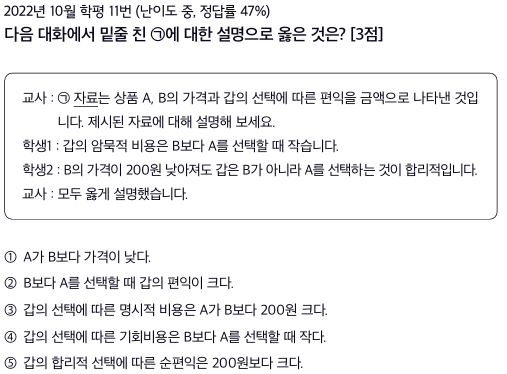 2022년 10월 학평 11번 (난이도 중, 정답률 47%)
다음 대화에서 밑줄 친 ㉠에 대한 설명으로 옳은 것은? [3점]
교사 : ㉠ 자료는 상품 A, B의 가격과 갑의 선택에 따른 편익을 금액으로 나타낸 것입
니다. 제시된 자료에 대해 설명해 보세요.
학생1 : 갑의 암묵적 비용은 B보다 A를 선택할 때 작습니다.
학생2 : B의 가격이 200원 낮아져도 갑은 B가 아니라 A를 선택하는 것이 합리적입니다.
교사 : 모두 옳게 설명했습니다.
① A가 B보다 가격이 낮다.
② B보다 A를 선택할 때 갑의 편익이 크다.
③ 갑의 선택에 따른 명시적 비용은 A가 B보다 200원 크다.
④ 갑의 선택에 따른 기회비용은 B보다 A를 선택할 때 작다.
⑤ 갑의 합리적 선택에 따른 순편익은 200원보다 크다.